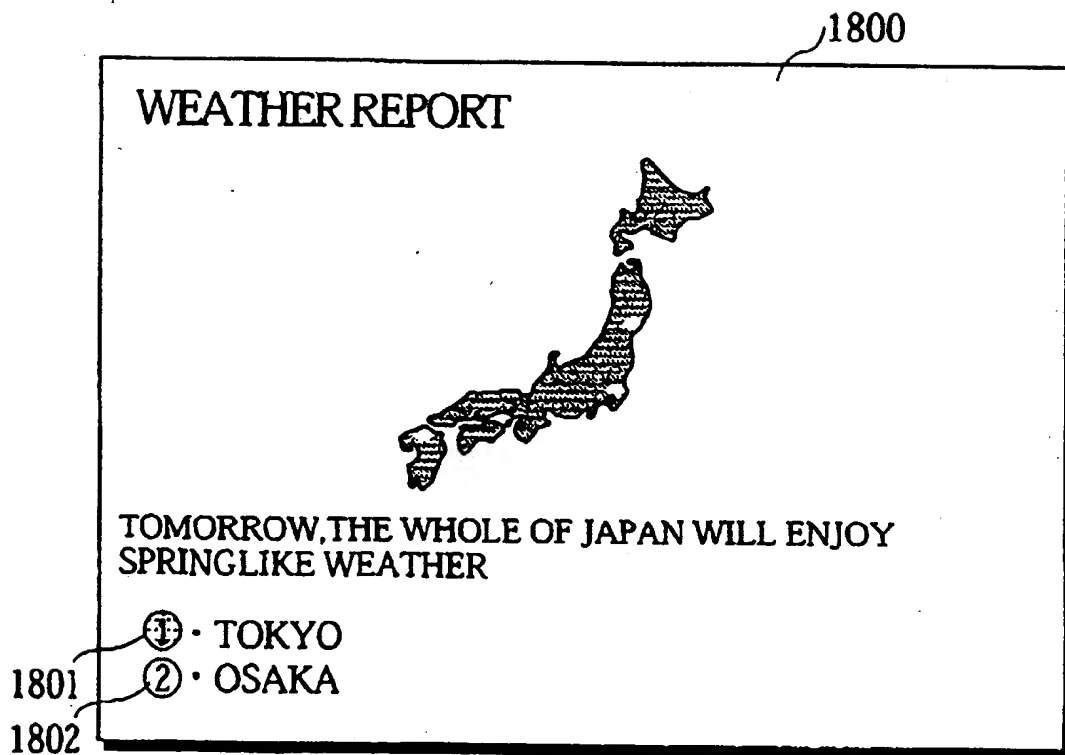 1800
WEATHER REPORT
TOMORROW, THE WHOLE OF JAPAN WILL ENJOY
SPRINGLIKE WEATHER
1 · TOKYO
1801
2 · OSAKA
1802